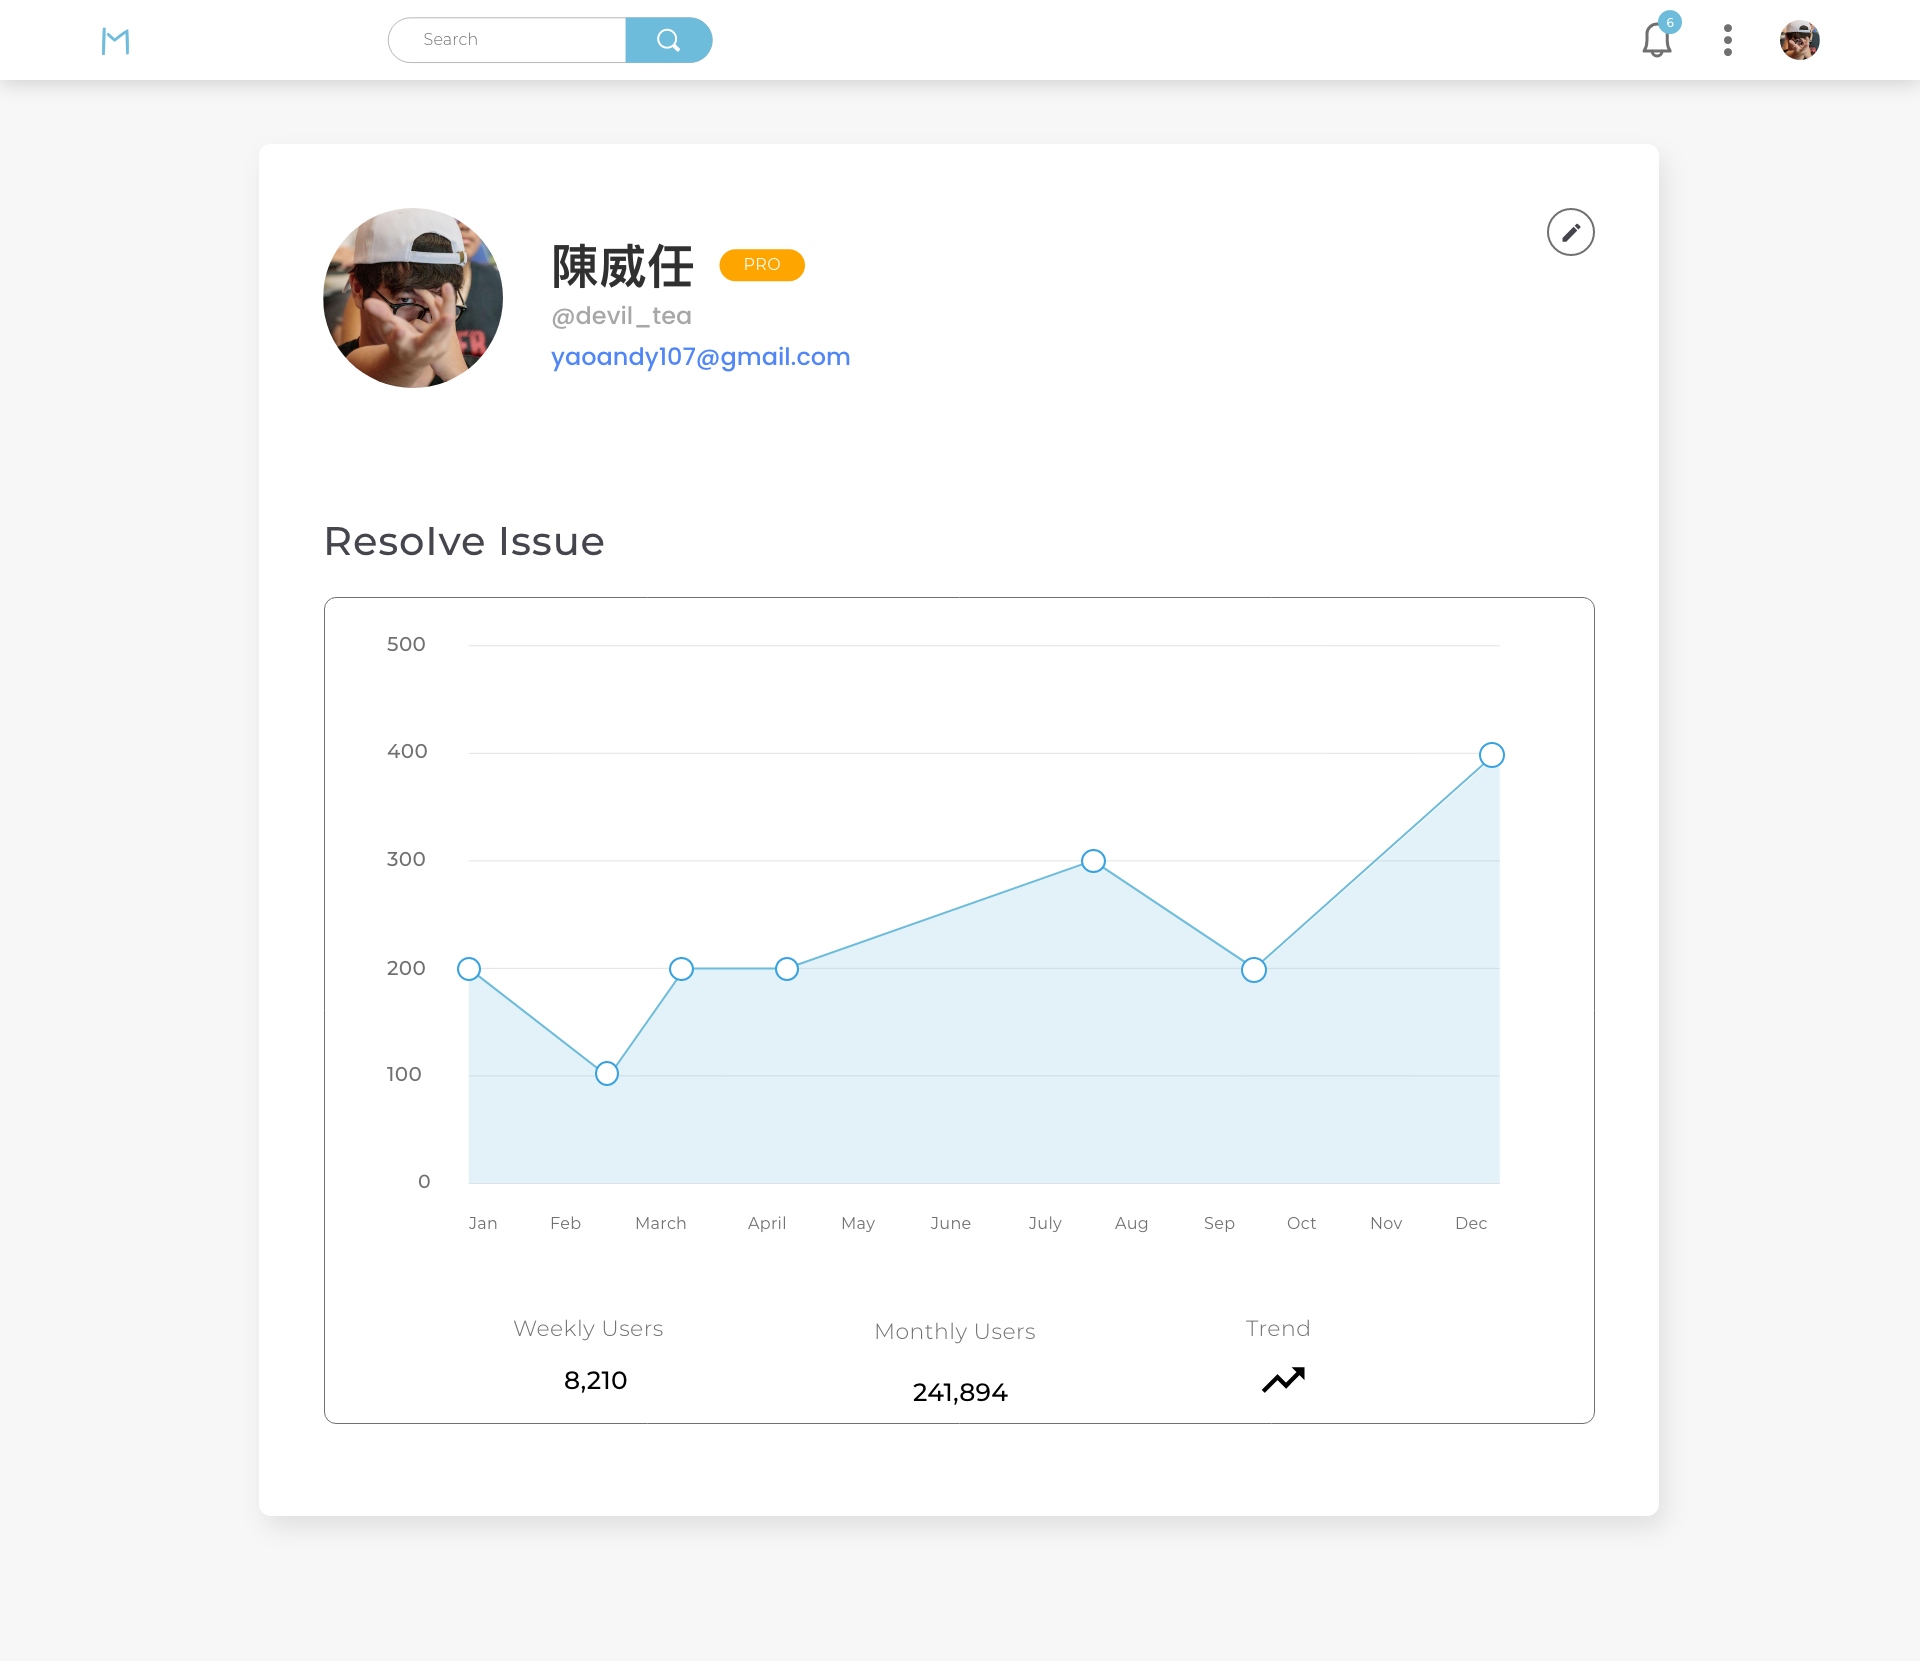 M
Search
6
陳威任 PRO
@devil_tea
yaoandy107@gmail.com
Resolve Issue
500
400
300
200
100
0
Jan Feb March April May June July Aug Sep Oct Nov Dec
Weekly Users Monthly Users Trend
8,210 241,894